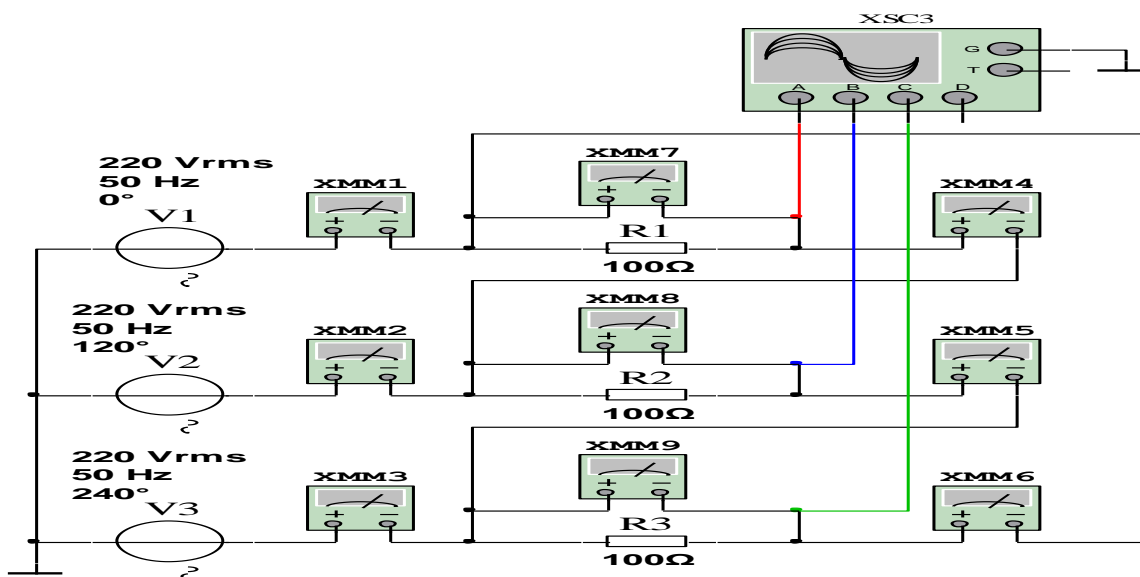 XSC3
G
T
A B C D
220 Vrms
50 Hz
0°
V1
XMM1
+ −
XMM7
+ −
R1
100Ω
XMM4
+ −
220 Vrms
50 Hz
120°
V2
XMM2
+ −
XMM8
+ −
R2
100Ω
XMM5
+ −
220 Vrms
50 Hz
240°
V3
XMM3
+ −
XMM9
+ −
R3
100Ω
XMM6
+ −